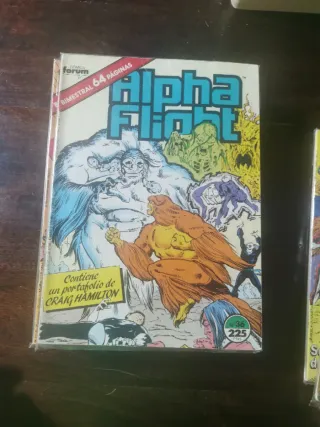 forum
BIMESTRAL 64 PÁGINAS
Alpha
Flight
Contiene
un portafolio de
CRAIG HAMILTON
225